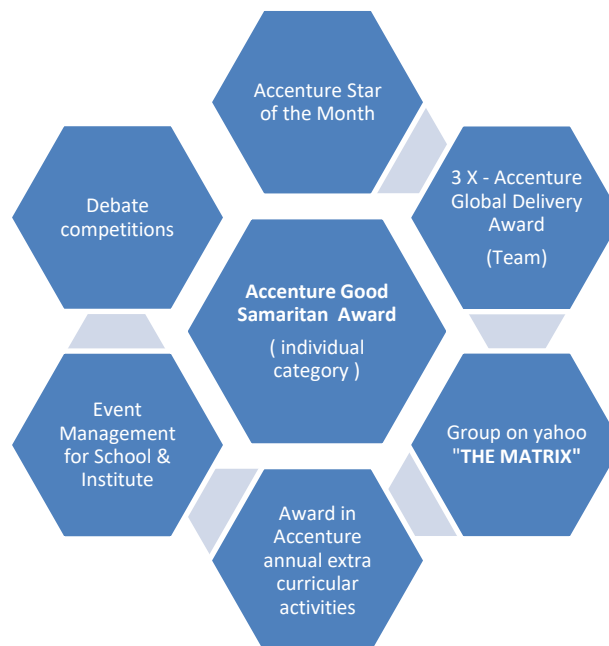 Accenture Star
of the Month
3 X - Accenture
Global Delivery
Award
(Team)
Debate
competitions
Accenture Good
Samaritan  Award
( individual
category )
Event
Management
for School &
Institute
Group on yahoo
"THE MATRIX"
Award in
Accenture
annual extra
curricular
activities